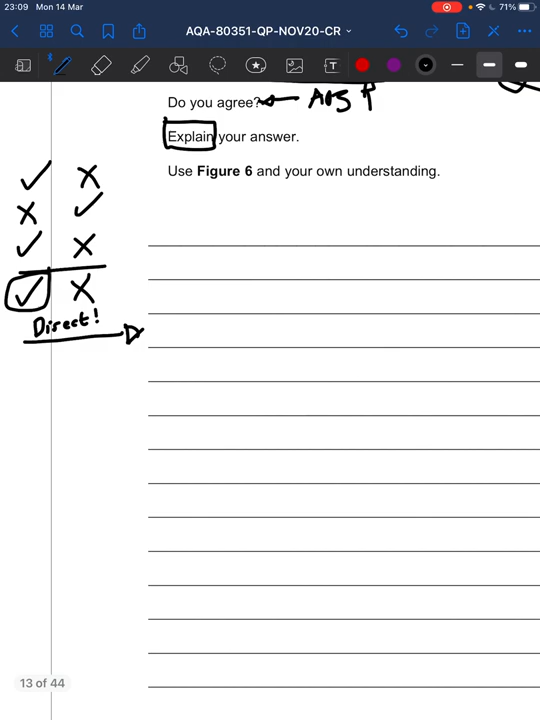 23:09 Mon 14 Mar
71%
AQA-80351-QP-NOV20-CR
T
Do you agree?
Explain your answer.
Use Figure 6 and your own understanding.
Direct!
13 of 44